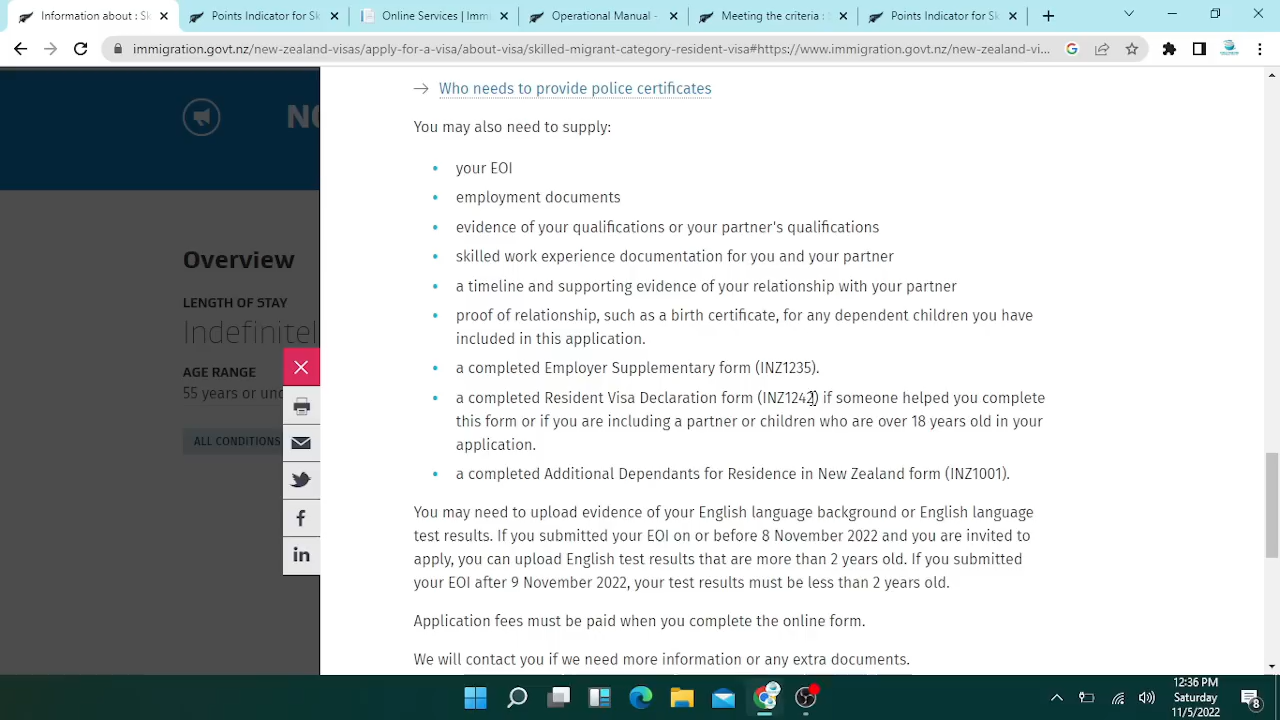 Information about : Sk
Points Indicator for Sk
Online Services | Immi
Operational Manual -
Meeting the criteria :
Points Indicator for Sk
immigration.govt.nz/new-zealand-visas/apply-for-a-visa/about-visa/skilled-migrant-category-resident-visa#https://www.immigration.govt.nz/new-zealand-vi...
Who needs to provide police certificates
You may also need to supply:
your EOI
employment documents
evidence of your qualifications or your partner's qualifications
skilled work experience documentation for you and your partner
a timeline and supporting evidence of your relationship with your partner
proof of relationship, such as a birth certificate, for any dependent children you have
included in this application.
a completed Employer Supplementary form (INZ1235).
a completed Resident Visa Declaration form (INZ1242) if someone helped you complete
this form or if you are including a partner or children who are over 18 years old in your
application.
a completed Additional Dependants for Residence in New Zealand form (INZ1001).
You may need to upload evidence of your English language background or English language
test results. If you submitted your EOI on or before 8 November 2022 and you are invited to
apply, you can upload English test results that are more than 2 years old. If you submitted
your EOI after 9 November 2022, your test results must be less than 2 years old.
Application fees must be paid when you complete the online form.
We will contact you if we need more information or any extra documents.
NO
Overview
LENGTH OF STAY
Indefinitel
AGE RANGE
55 years or und
ALL CONDITIONS
12:36 PM
Saturday
11/5/2022
8